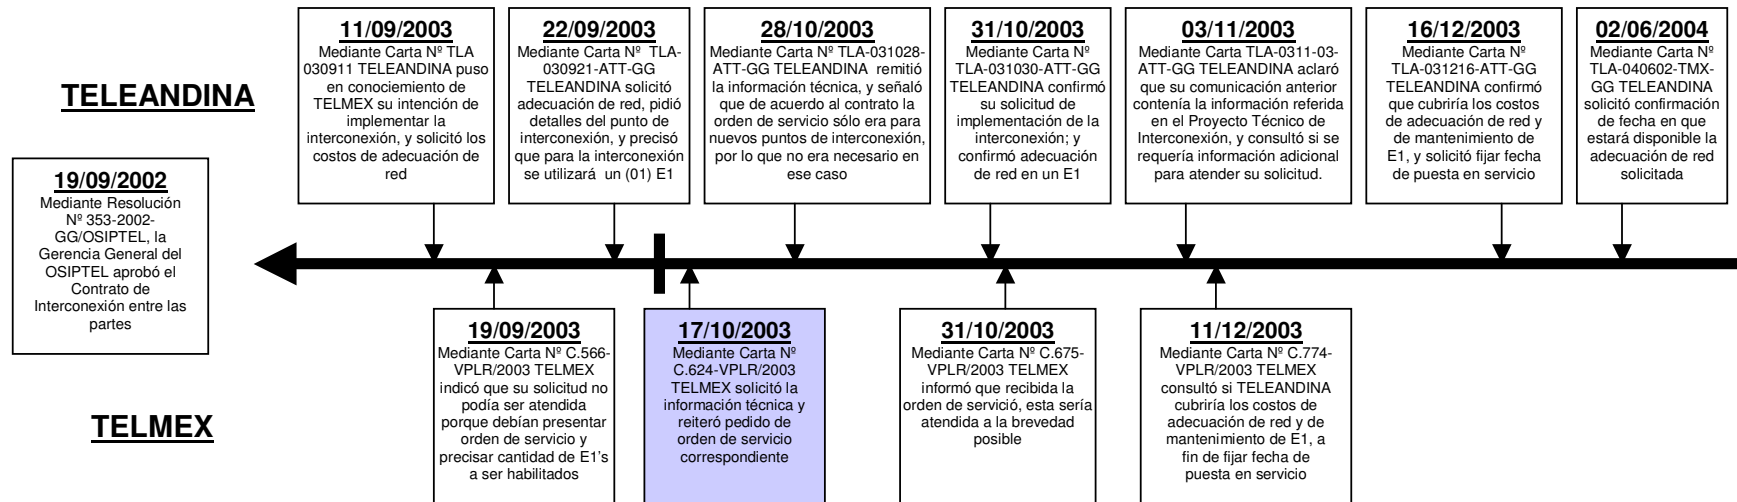 11/09/2003
Mediante Carta Nº TLA
030911 TELEANDINA puso
en conociemiento de
TELMEX su intención de
implementar la
interconexión, y solicitó los
costos de adecuación de
red
22/09/2003
Mediante Carta Nº TLA-
030921-ATT-GG
TELEANDINA solicitó
adecuación de red, pidió
detalles del punto de
interconexión, y precisó
que para la interconexión
se utilizará un (01) E1
28/10/2003
Mediante Carta Nº TLA-031028-
ATT-GG TELEANDINA remitió
la información técnica, y señaló
que de acuerdo al contrato la
orden de servicio sólo era para
nuevos puntos de interconexión,
por lo que no era necesario en
ese caso
31/10/2003
Mediante Carta Nº
TLA-031030-ATT-GG
TELEANDINA confirmó
su solicitud de
implementación de la
interconexión; y
confirmó adecuación
de red en un E1
03/11/2003
Mediante Carta TLA-0311-03-
ATT-GG TELEANDINA aclaró
que su comunicación anterior
contenía la información referida
en el Proyecto Técnico de
Interconexión, y consultó si se
requería información adicional
para atender su solicitud.
16/12/2003
Mediante Carta Nº
TLA-031216-ATT-GG
TELEANDINA confirmó
que cubriría los costos
de adecuación de red y
de mantenimiento de
E1, y solicitó fijar fecha
de puesta en servicio
02/06/2004
Mediante Carta Nº
TLA-040602-TMX-
GG TELEANDINA
solicitó confirmación
de fecha en que
estará disponible la
adecuación de red
solicitada
TELEANDINA
19/09/2002
Mediante Resolución
Nº 353-2002-
GG/OSIPTEL, la
Gerencia General del
OSIPTEL aprobó el
Contrato de
Interconexión entre las
partes
19/09/2003
Mediante Carta Nº C.566-
VPLR/2003 TELMEX
indicó que su solicitud no
podía ser atendida
porque debían presentar
orden de servicio y
precisar cantidad de E1's
a ser habilitados
17/10/2003
Mediante Carta Nº
C.624-VPLR/2003
TELMEX solicitó la
información técnica y
reiteró pedido de
orden de servicio
correspondiente
31/10/2003
Mediante Carta Nº C.675-
VPLR/2003 TELMEX
informó que recibida la
orden de servició, esta sería
atendida a la brevedad
posible
11/12/2003
Mediante Carta Nº C.774-
VPLR/2003 TELMEX
consultó si TELEANDINA
cubriría los costos de
adecuación de red y de
mantenimiento de E1, a
fin de fijar fecha de
puesta en servicio
TELMEX